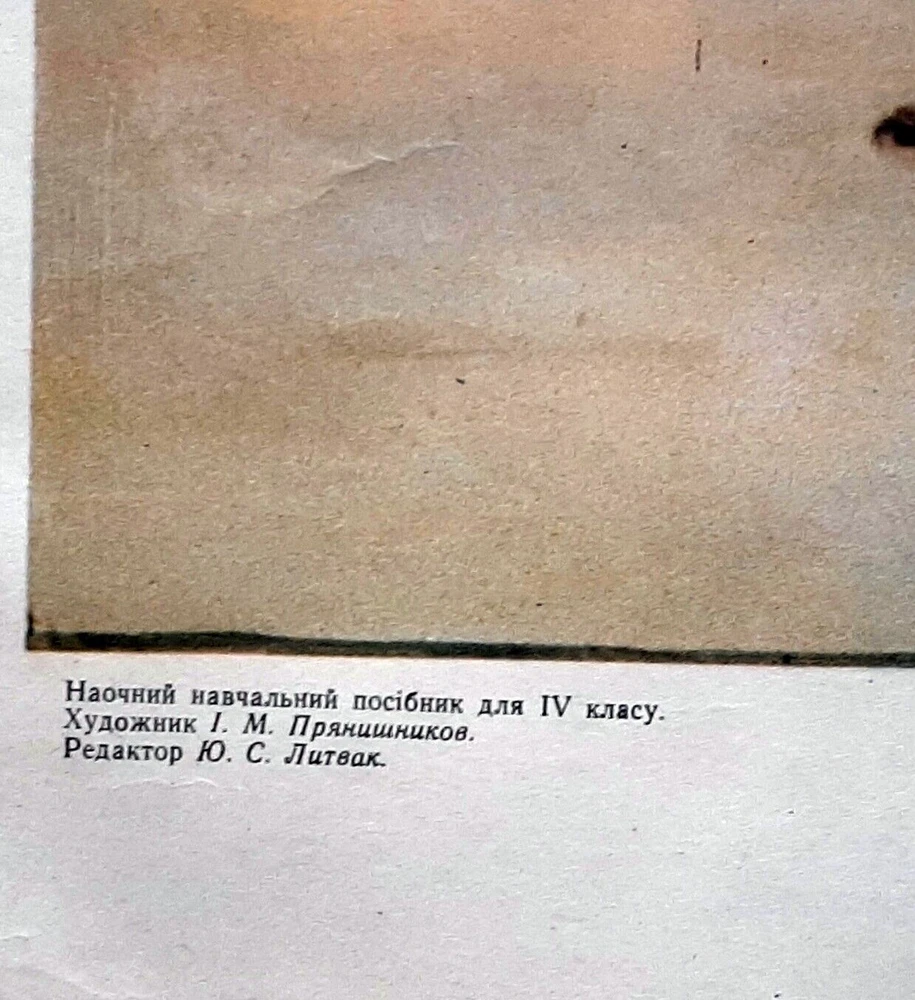 Наочний навчальний посібник для IV класу.
Художник І. М. Прянишников.
Редактор Ю. С. Литвак.